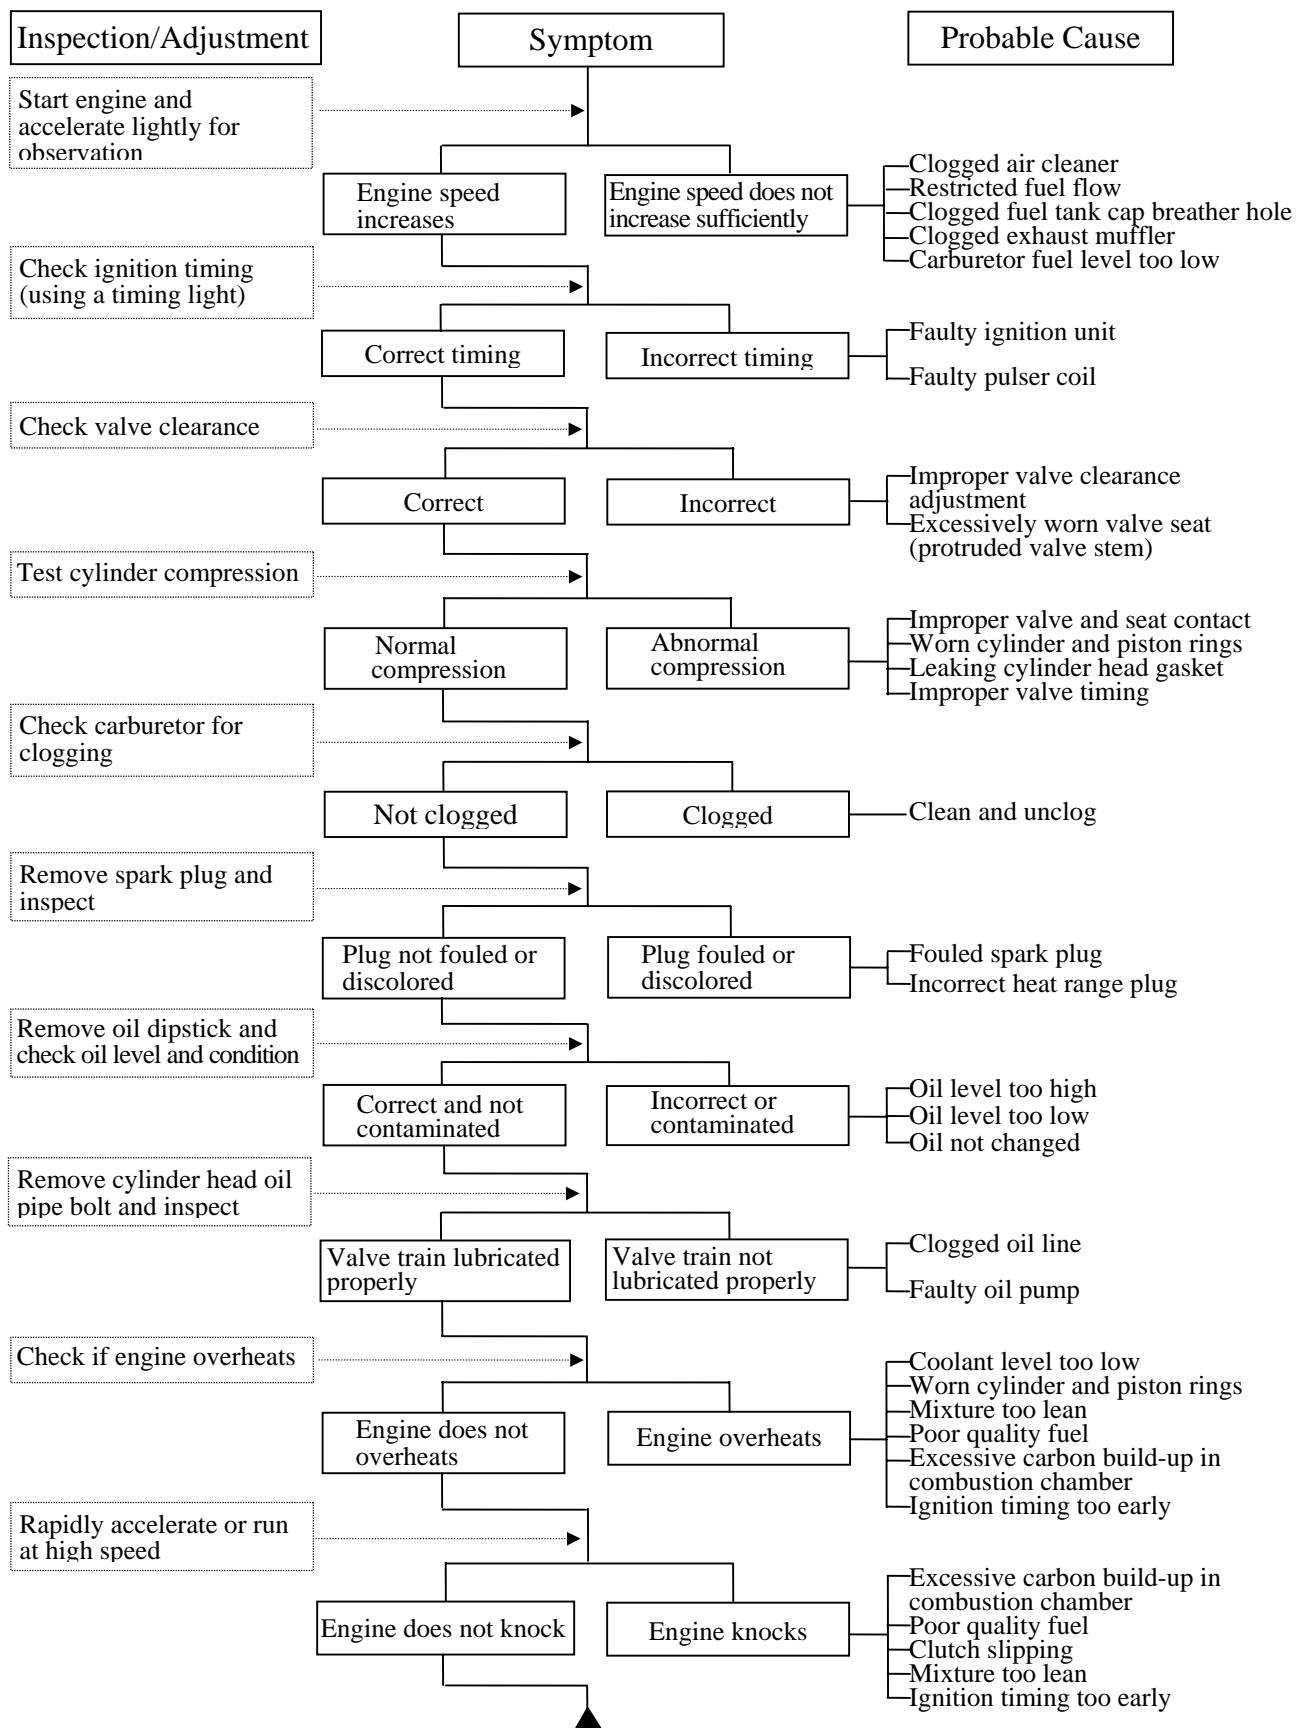 Inspection/Adjustment
Symptom
Probable Cause
Start engine and
accelerate lightly for
observation
Engine speed
increases
Engine speed does not
increase sufficiently
Clogged air cleaner
Restricted fuel flow
Clogged fuel tank cap breather hole
Clogged exhaust muffler
Carburetor fuel level too low
Check ignition timing
(using a timing light)
Correct timing
Incorrect timing
Faulty ignition unit
Faulty pulser coil
Check valve clearance
Correct
Incorrect
Improper valve clearance
adjustment
Excessively worn valve seat
(protruded valve stem)
Test cylinder compression
Normal
compression
Abnormal
compression
Improper valve and seat contact
Worn cylinder and piston rings
Leaking cylinder head gasket
Improper valve timing
Check carburetor for
clogging
Not clogged
Clogged
Clean and unclog
Remove spark plug and
inspect
Plug not fouled or
discolored
Plug fouled or
discolored
Fouled spark plug
Incorrect heat range plug
Remove oil dipstick and
check oil level and condition
Correct and not
contaminated
Incorrect or
contaminated
Oil level too high
Oil level too low
Oil not changed
Remove cylinder head oil
pipe bolt and inspect
Valve train lubricated
properly
Valve train not
lubricated properly
Clogged oil line
Faulty oil pump
Check if engine overheats
Engine does not
overheats
Engine overheats
Coolant level too low
Worn cylinder and piston rings
Mixture too lean
Poor quality fuel
Excessive carbon build-up in
combustion chamber
Ignition timing too early
Rapidly accelerate or run
at high speed
Engine does not knock
Engine knocks
Excessive carbon build-up in
combustion chamber
Poor quality fuel
Clutch slipping
Mixture too lean
Ignition timing too early